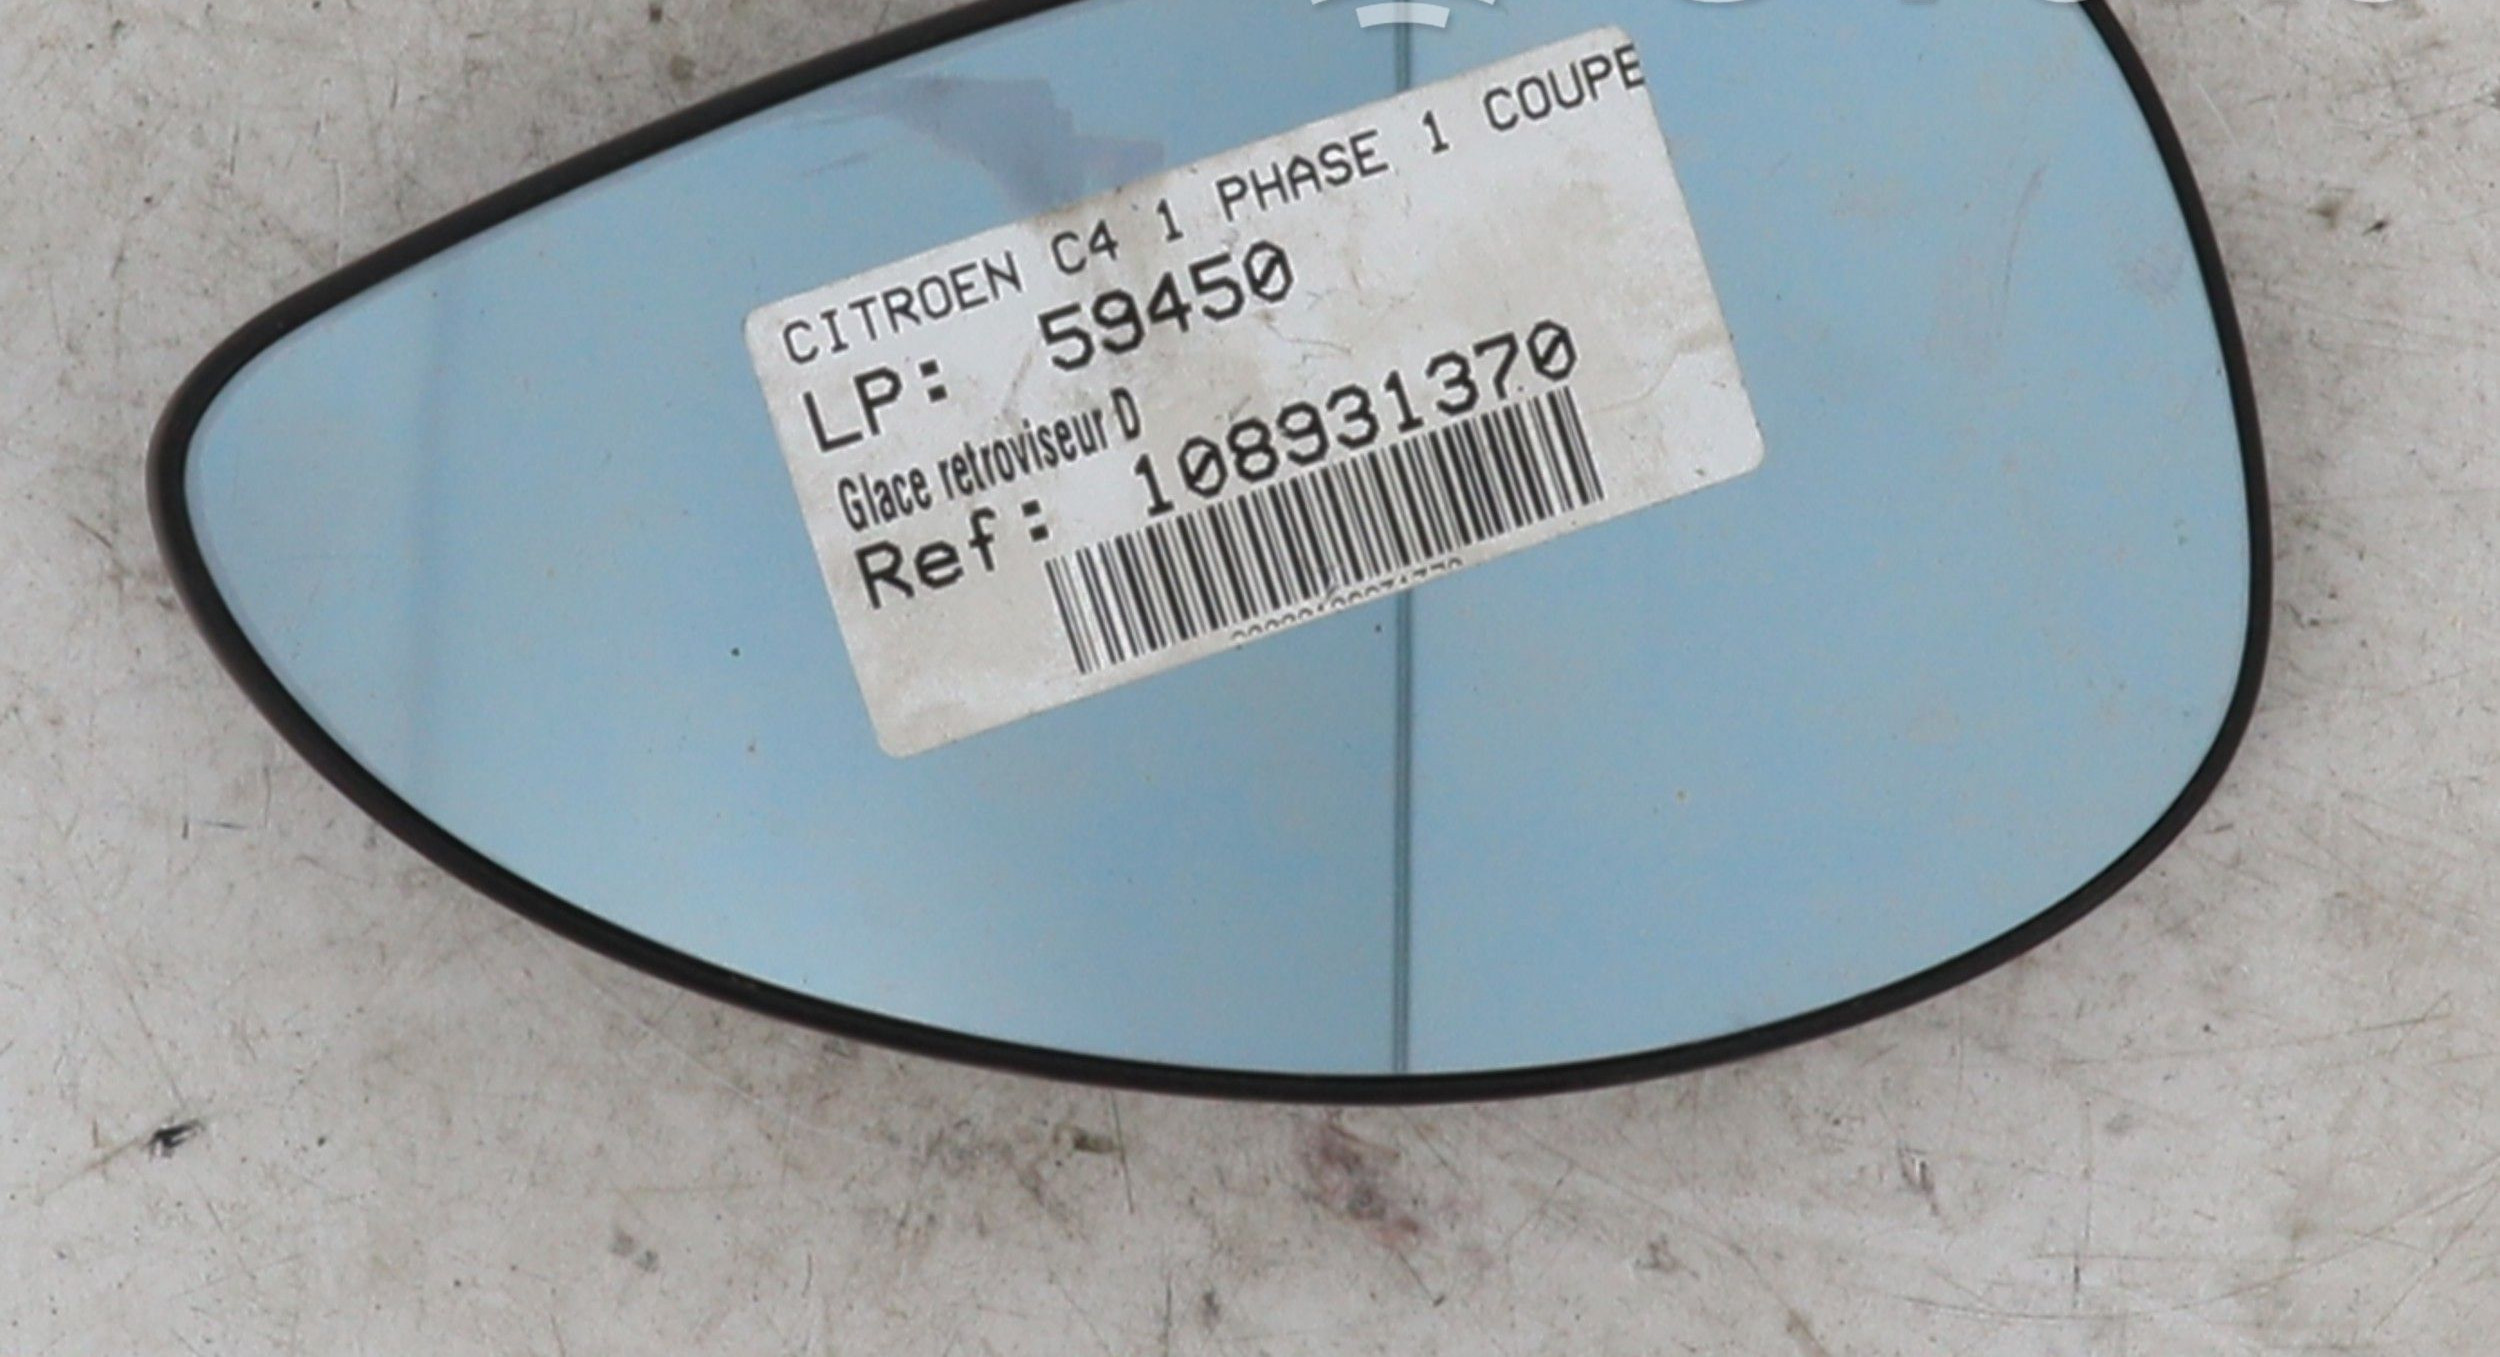 CITROEN C4 1 PHASE 1 COUPE
LP: 59450
Glace retroviseur D
Ref: 108931370